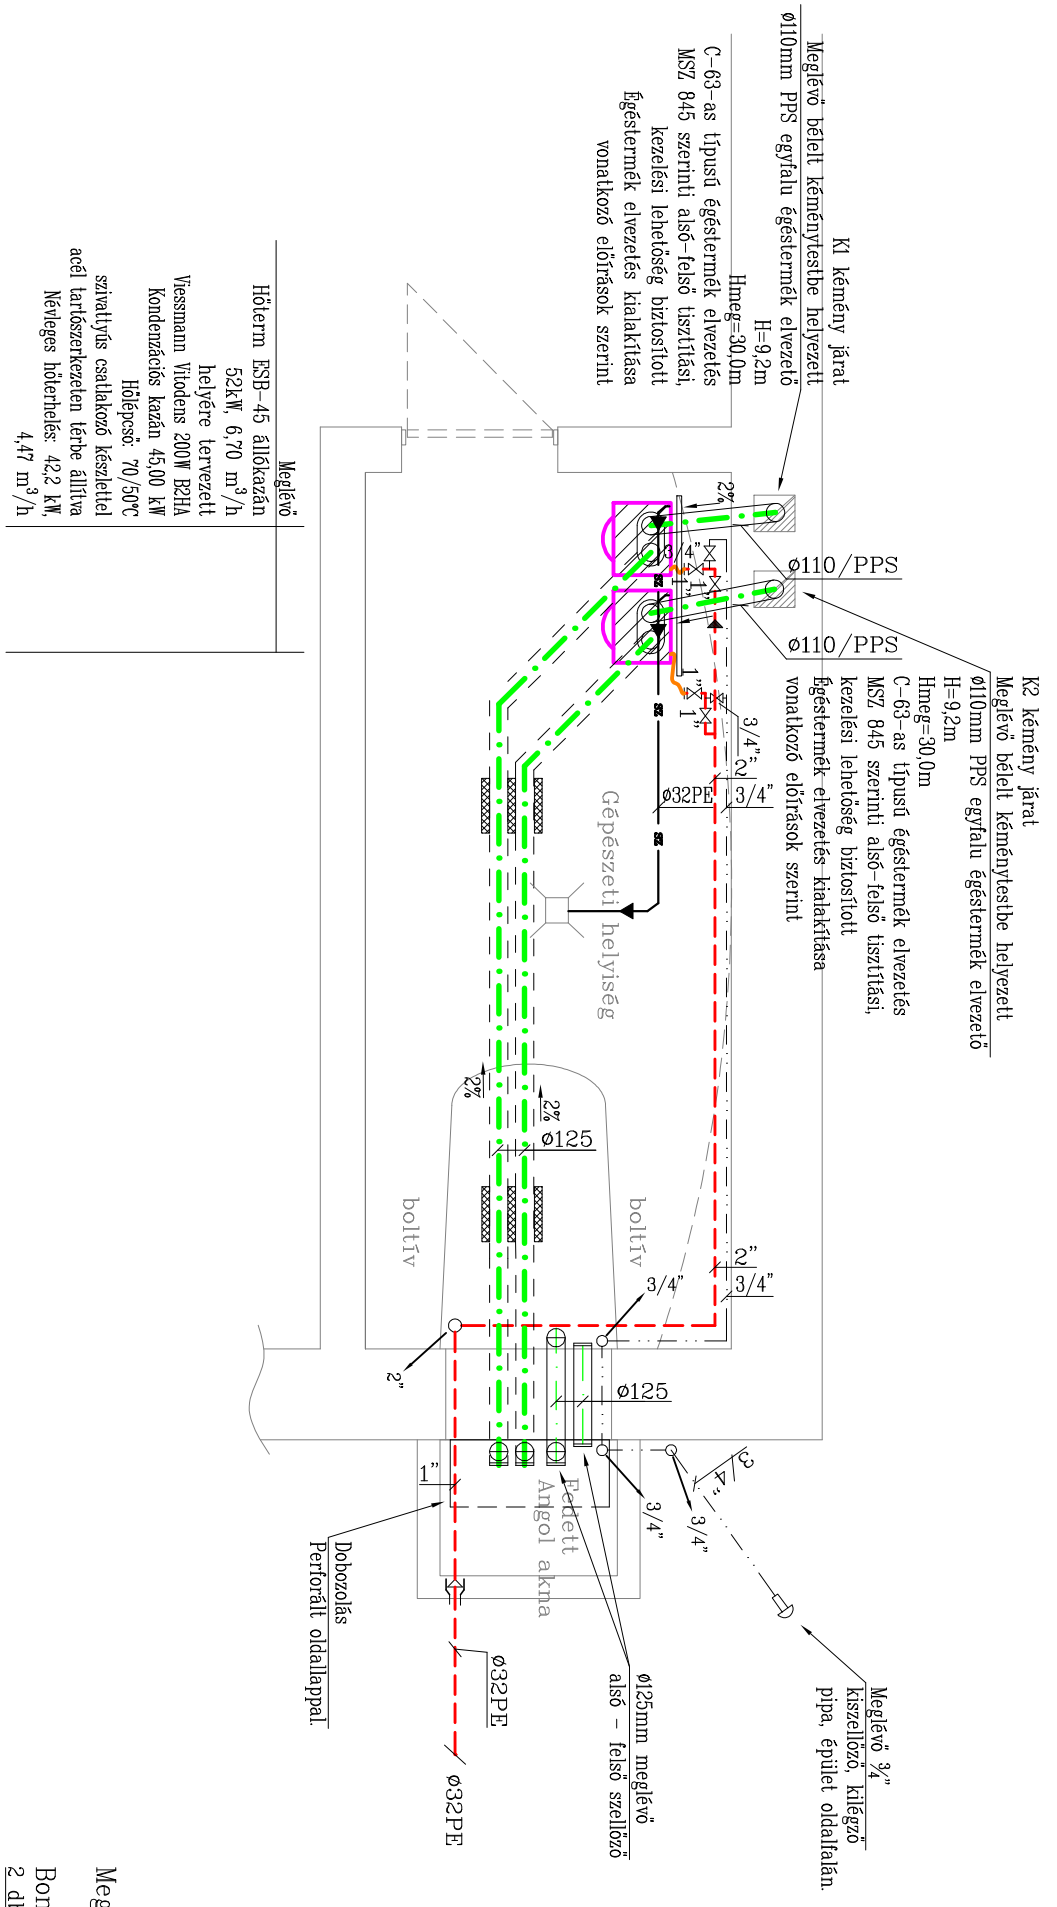 K1 kémény járat
Meglévő bélelt kéménytestbe helyezett
ø110mm PPS egyfalu égéstermék elvezető
H=9,2m
Hmeg=30,0m
C-63-as típusú égéstermék elvezetés
MSZ 845 szerinti alsó-felső tisztítási,
kezelési lehetőség biztosított
Égéstermék elvezetés kialakítása
vonatkozó előírások szerint
K2 kémény járat
Meglévő bélelt kéménytestbe helyezett
ø110mm PPS egyfalu égéstermék elvezető
H=9,2m
Hmeg=30,0m
C-63-as típusú égéstermék elvezetés
MSZ 845 szerinti alsó-felső tisztítási,
kezelési lehetőség biztosított
Égéstermék elvezetés kialakítása
vonatkozó előírások szerint
Meglévő
Hőterm ESB-45 állókazán
52kW, 6,70 m³/h
helyére tervezett
Viessmann Vitodens 200W B2HA
Kondenzációs kazán 45,00 kW
Hőlépcső: 70/50°C
szivattyús csatlakozó készlettel
acél tartószerkezeten térbe állítva
Névleges hőterhelés: 42,2 kW,
4,47 m³/h
ø110/PPS
ø110/PPS
2%
3/4"
1"
1"
1"
1"
3/4"
2"
3/4"
ø32PE
sz
sz
sz
Gépészeti helyiség
2%
2%
ø125
boltív
boltív
2"
3/4"
3/4"
2"
ø125
1"
3/4"
3/4"
3/4"
Fedett
Angol akna
Dobozolás
Perforált oldallappal.
ø32PE
ø32PE
ø125mm meglévő
alsó - felső szellőző
Meglévő ¾"
kiszellőző, kilégző
pipa, épület oldalfalán.